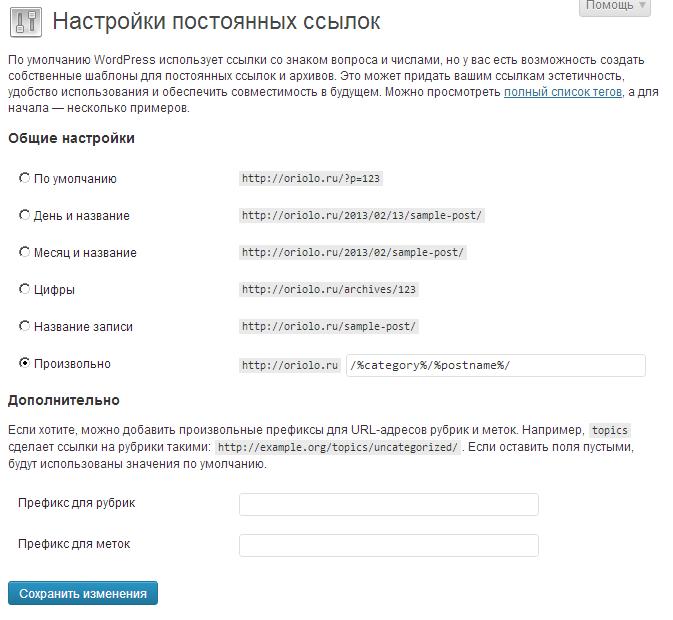 Помощь
Настройки постоянных ссылок
По умолчанию WordPress использует ссылки со знаком вопроса и числами, но у вас есть возможность создать
собственные шаблоны для постоянных ссылок и архивов. Это может придать вашим ссылкам эстетичность,
удобство использования и обеспечить совместимость в будущем. Можно просмотреть полный список тегов, а для
начала — несколько примеров.
Общие настройки
По умолчанию http://oriolo.ru/?p=123
День и название http://oriolo.ru/2013/02/13/sample-post/
Месяц и название http://oriolo.ru/2013/02/sample-post/
Цифры http://oriolo.ru/archives/123
Название записи http://oriolo.ru/sample-post/
Произвольно http://oriolo.ru /%category%/%postname%/
Дополнительно
Если хотите, можно добавить произвольные префиксы для URL-адресов рубрик и меток. Например, topics
сделает ссылки на рубрики такими: http://example.org/topics/uncategorized/ . Если оставить поля пустыми,
будут использованы значения по умолчанию.
Префикс для рубрик
Префикс для меток
Сохранить изменения